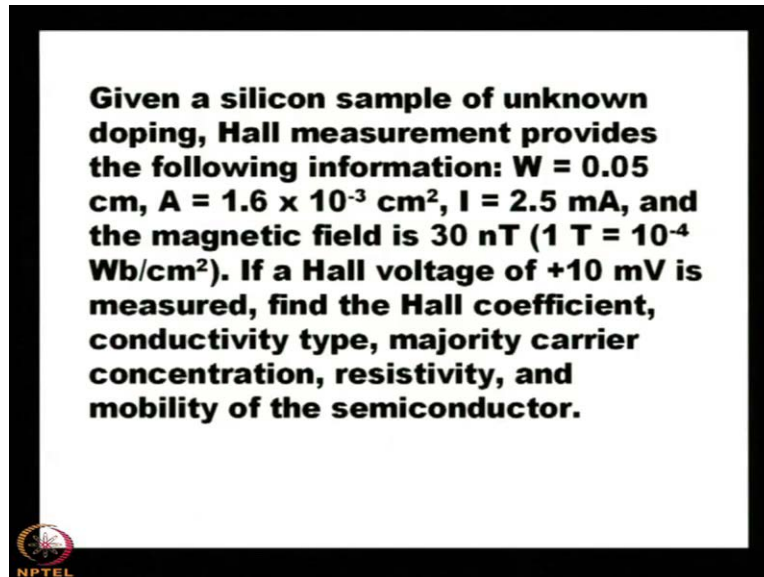 Given a silicon sample of unknown
doping, Hall measurement provides
the following information: W = 0.05
cm, A = 1.6 x 10⁻³ cm², I = 2.5 mA, and
the magnetic field is 30 nT (1 T = 10⁻⁴
Wb/cm²). If a Hall voltage of +10 mV is
measured, find the Hall coefficient,
conductivity type, majority carrier
concentration, resistivity, and
mobility of the semiconductor.
NPTEL